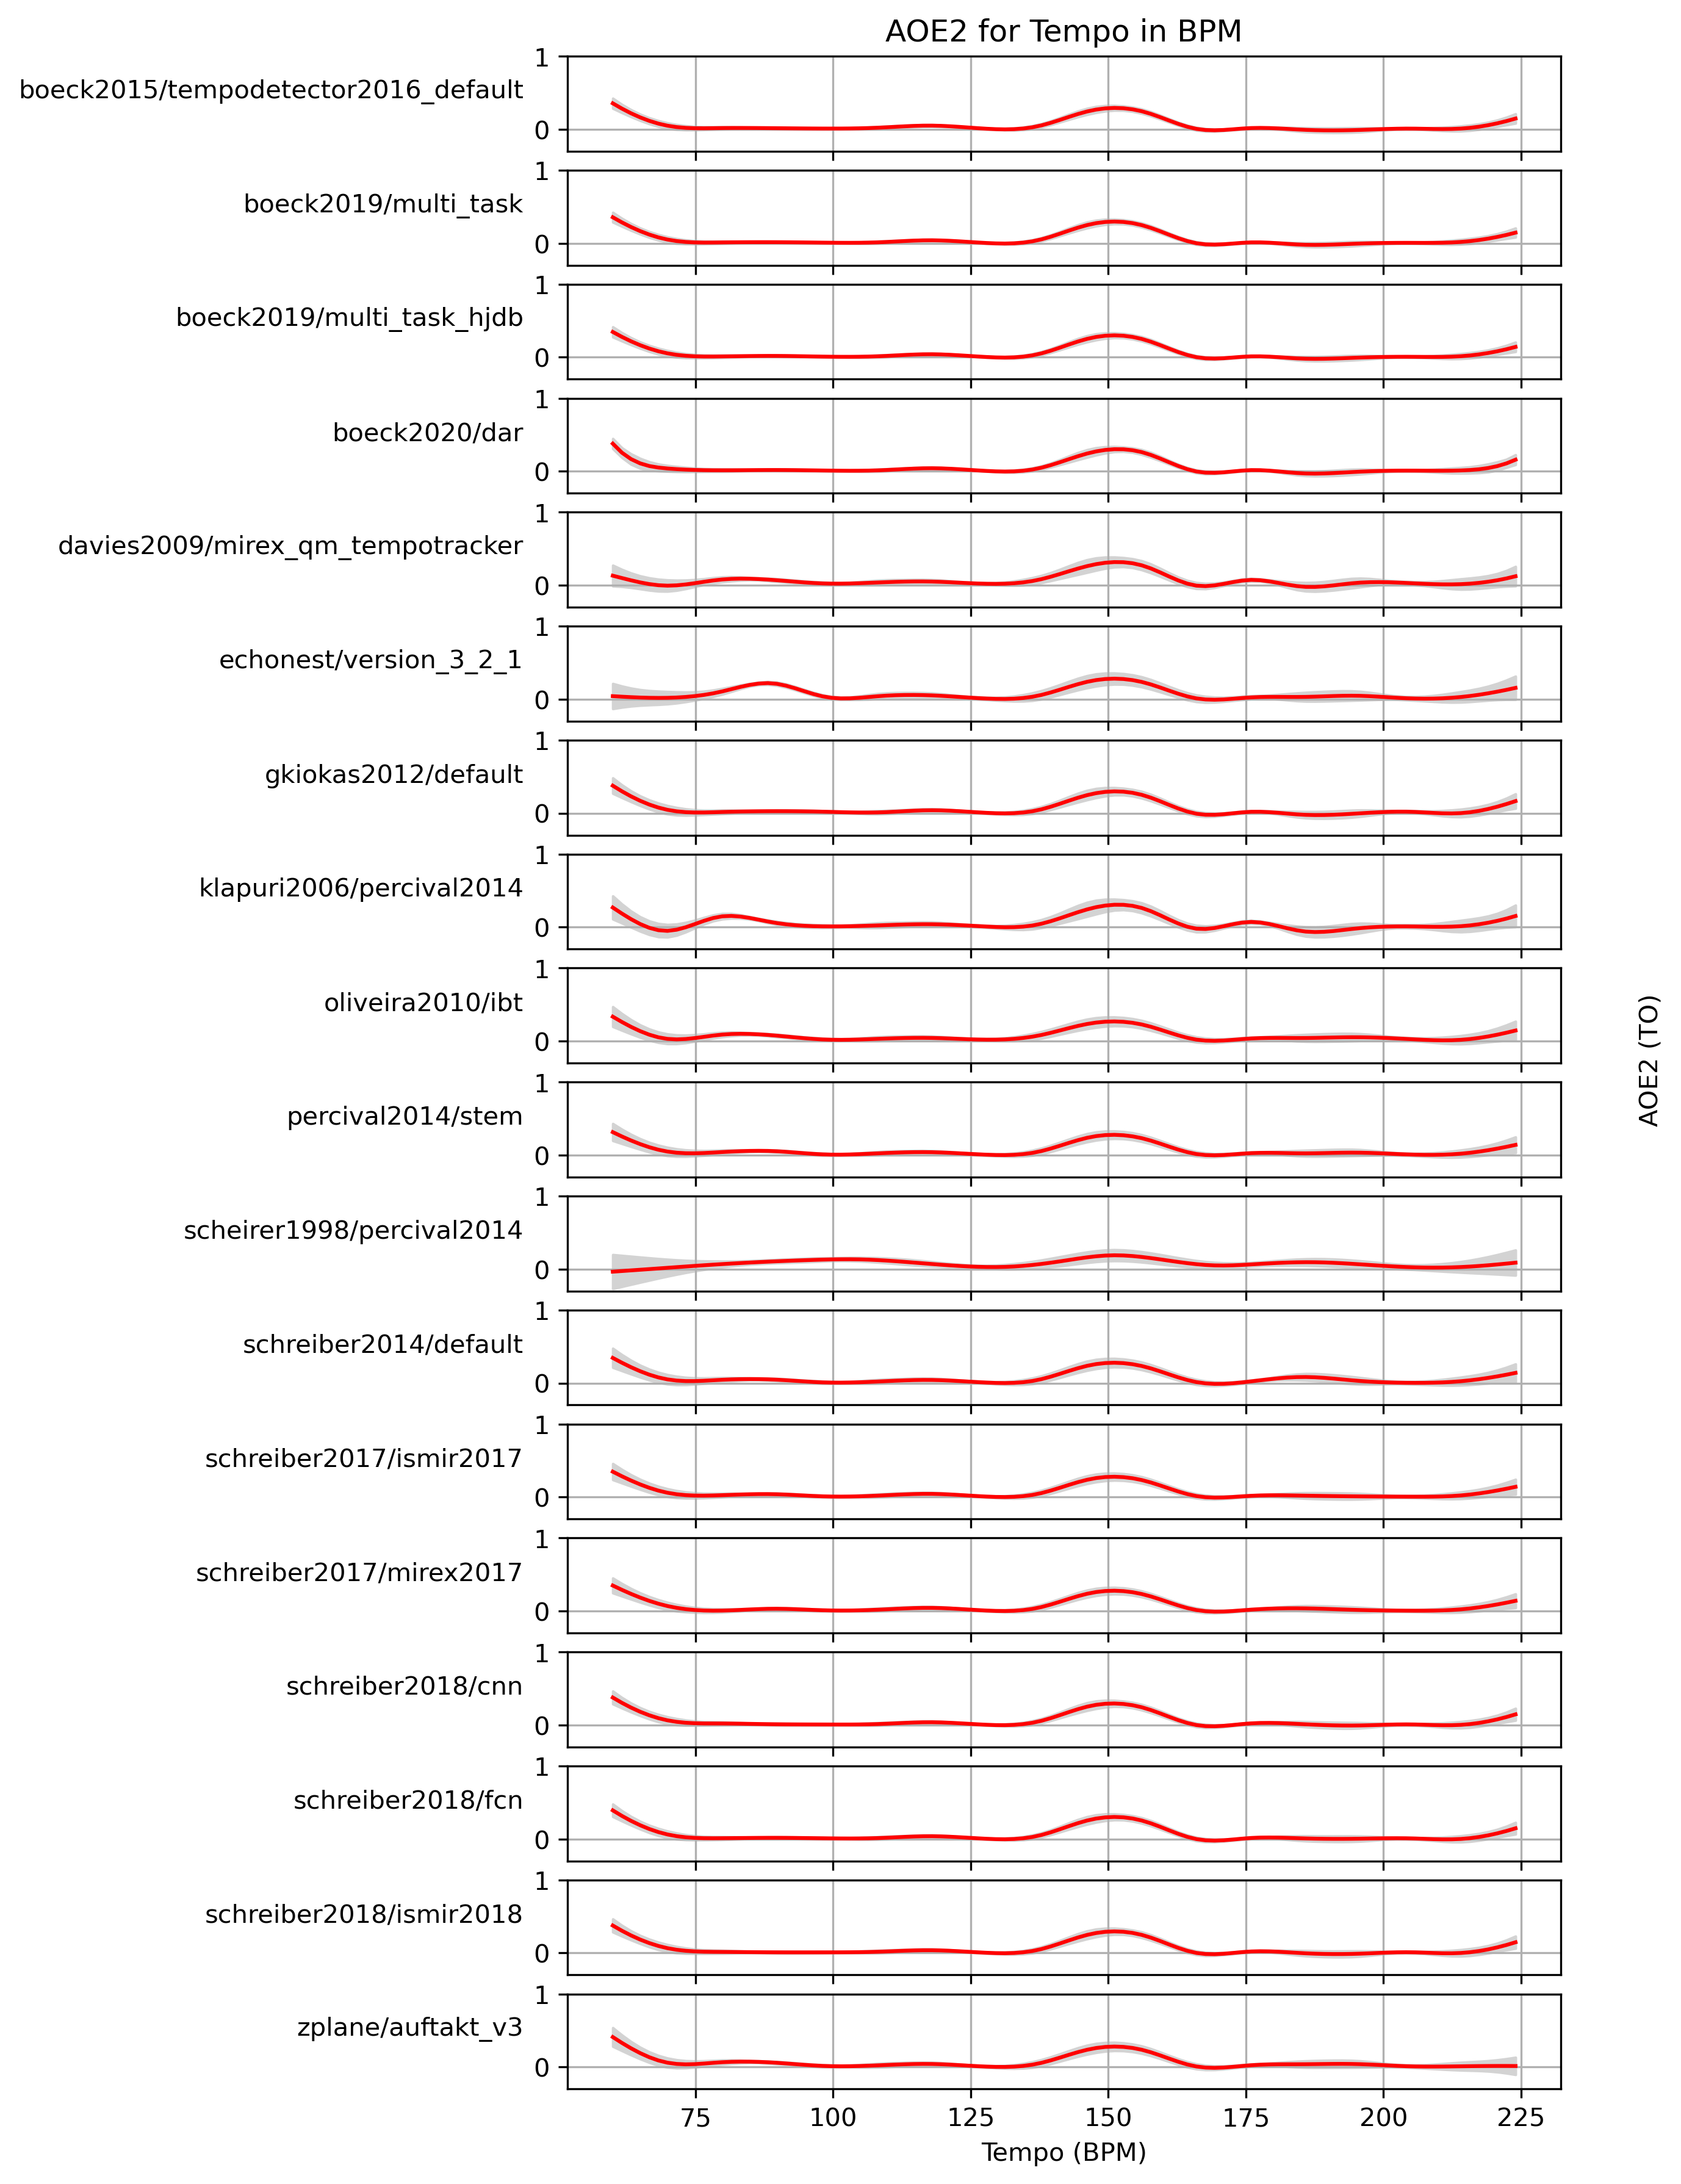 AOE2 for Tempo in BPM
1
boeck2015/tempodetector2016_default
0
1
boeck2019/multi_task
0
1
boeck2019/multi_task_hjdb
0
1
boeck2020/dar
0
1
davies2009/mirex_qm_tempotracker
0
1
echonest/version_3_2_1
0
1
gkiokas2012/default
0
1
klapuri2006/percival2014
0
1
oliveira2010/ibt
0
AOE2 (TO)
1
percival2014/stem
0
1
scheirer1998/percival2014
0
1
schreiber2014/default
0
1
schreiber2017/ismir2017
0
1
schreiber2017/mirex2017
0
1
schreiber2018/cnn
0
1
schreiber2018/fcn
0
1
schreiber2018/ismir2018
0
1
zplane/auftakt_v3
0
75 100 125 150 175 200 225
Tempo (BPM)